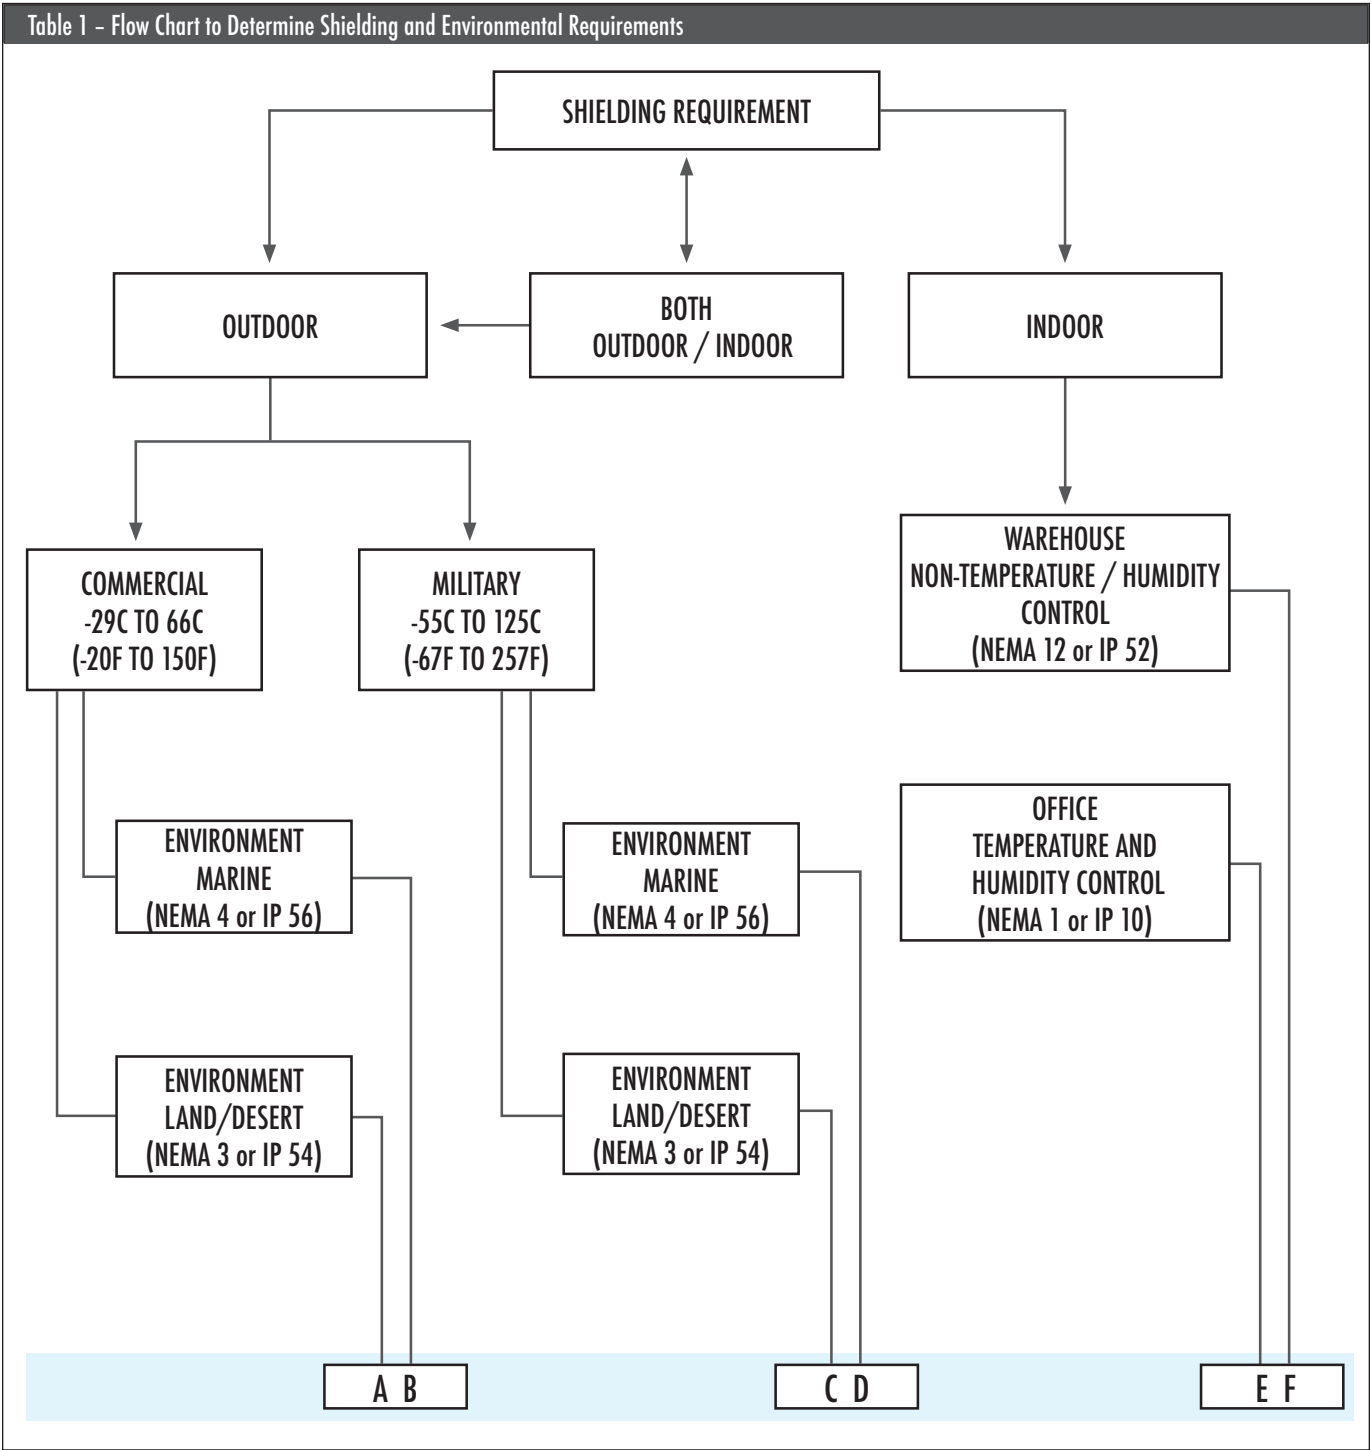 Table 1 – Flow Chart to Determine Shielding and Environmental Requirements
SHIELDING REQUIREMENT
OUTDOOR
BOTH
OUTDOOR / INDOOR
INDOOR
COMMERCIAL
-29C TO 66C
(-20F TO 150F)
MILITARY
-55C TO 125C
(-67F TO 257F)
WAREHOUSE
NON-TEMPERATURE / HUMIDITY
CONTROL
(NEMA 12 or IP 52)
ENVIRONMENT
MARINE
(NEMA 4 or IP 56)
ENVIRONMENT
MARINE
(NEMA 4 or IP 56)
OFFICE
TEMPERATURE AND
HUMIDITY CONTROL
(NEMA 1 or IP 10)
ENVIRONMENT
LAND/DESERT
(NEMA 3 or IP 54)
ENVIRONMENT
LAND/DESERT
(NEMA 3 or IP 54)
A B
C D
E F